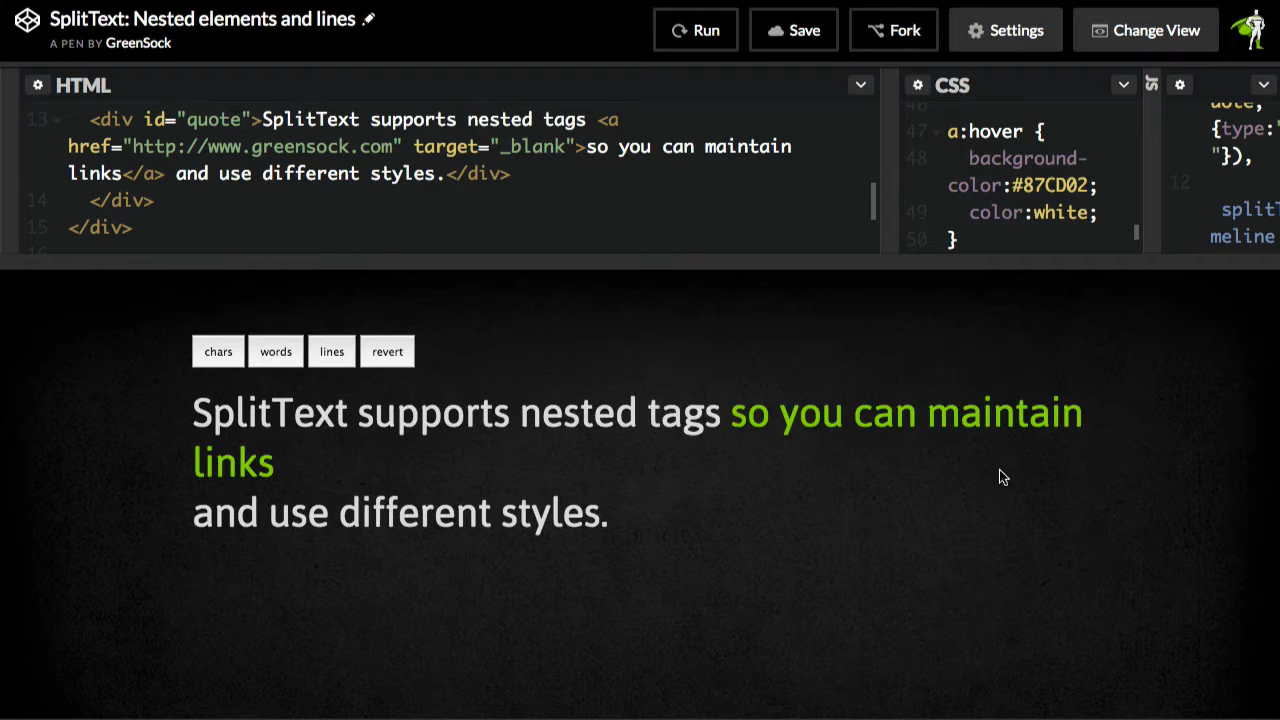 SplitText: Nested elements and lines
A PEN BY GreenSock
Run
Save
Fork
Settings
Change View
HTML
13 <div id="quote">SplitText supports nested tags <a
href="http://www.greensock.com" target="_blank">so you can maintain
links</a> and use different styles.</div>
14 </div>
15 </div>
CSS
47 a:hover {
48 background-
color:#87CD02;
49 color:white;
50 }
JS
{type:"
"}),
12
splitT
meline
chars
words
lines
revert
SplitText supports nested tags so you can maintain
links
and use different styles.